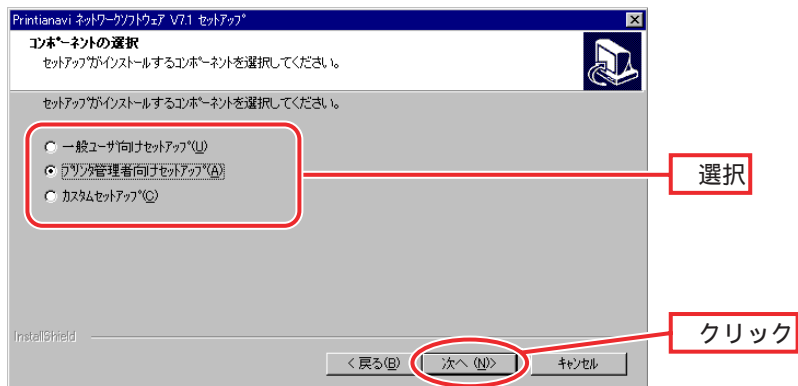 Printianavi ネットワークソフトウェア V7.1 セットアップ
コンポーネントの選択
セットアップがインストールするコンポーネントを選択してください。
セットアップがインストールするコンポーネントを選択してください。
一般ユーザ向けセットアップ(U)
プリンタ管理者向けセットアップ(A)
選択
カスタムセットアップ(C)
InstallShield
クリック
< 戻る(B)
次へ (N)>
キャンセル